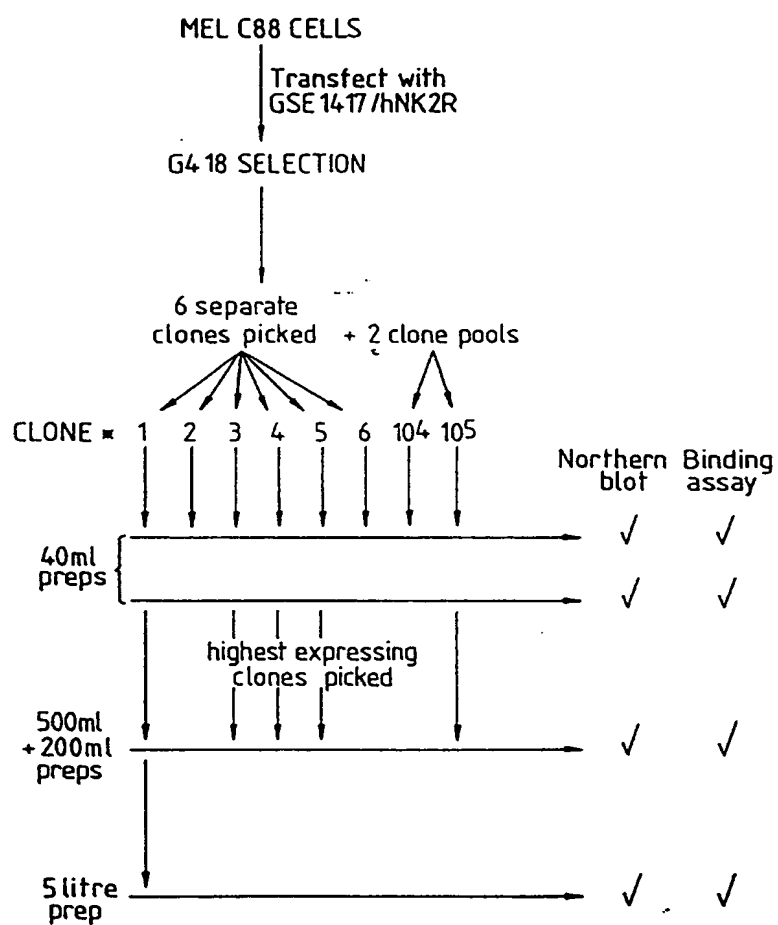 MEL C88 CELLS
Transfect with
GSE1417/hNK2R
G418 SELECTION
6 separate
clones picked + 2 clone pools
CLONE * 1 2 3 4 5 6 10⁴ 10⁵
Northern blot
Binding assay
40ml
preps
✓ ✓
✓ ✓
highest expressing
clones picked
500ml
+200ml
preps
✓ ✓
5 litre
prep
✓ ✓